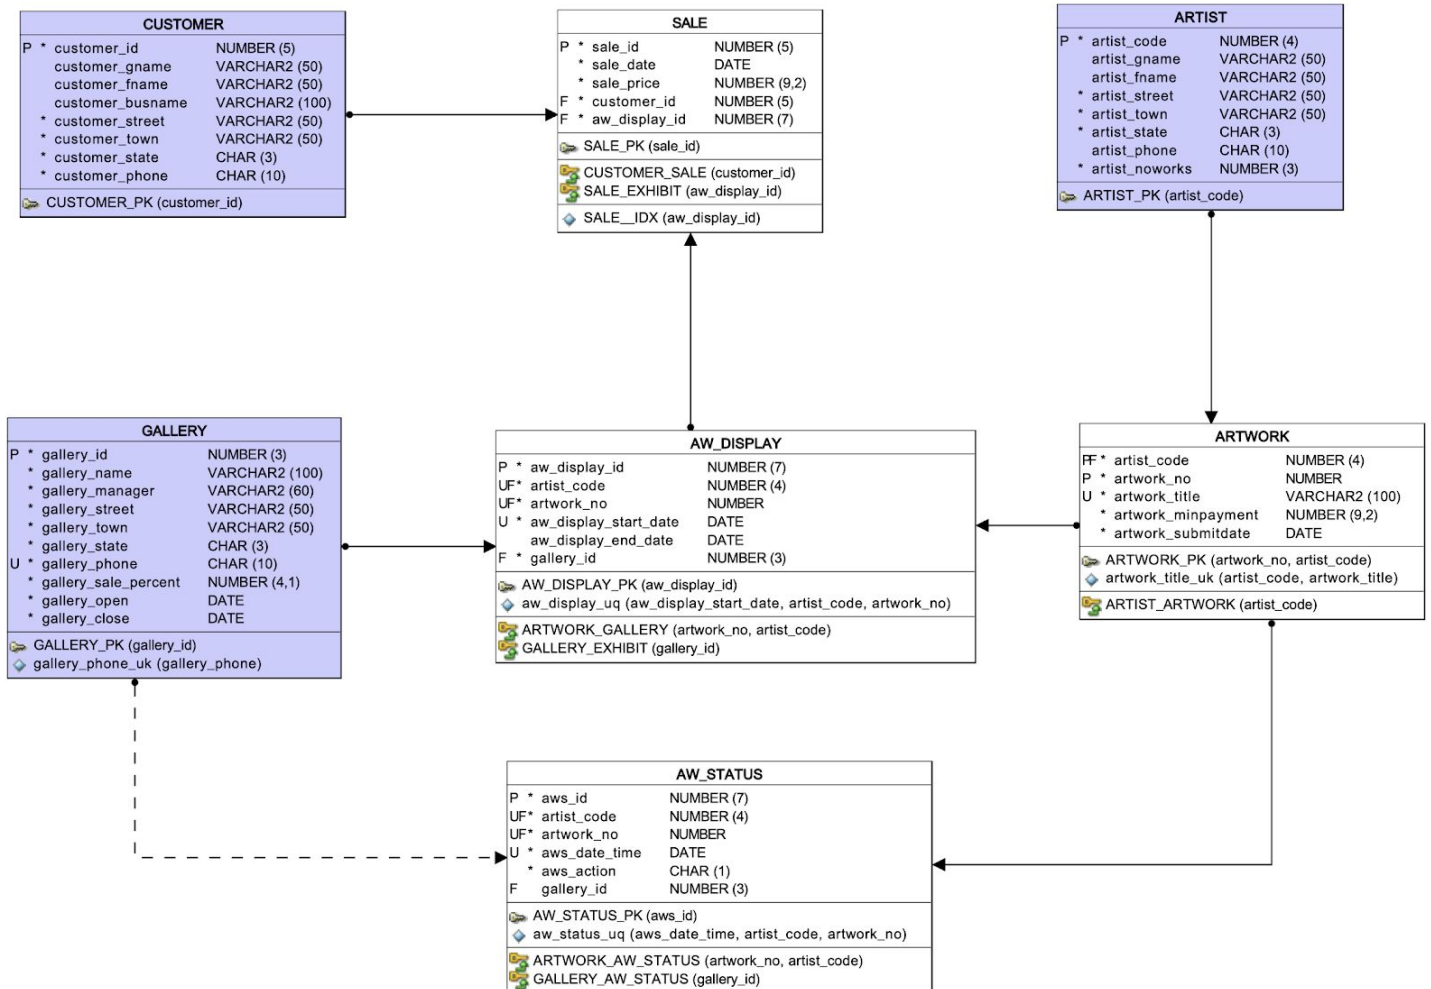 CUSTOMER
P * customer_id NUMBER (5)
customer_gname VARCHAR2 (50)
customer_fname VARCHAR2 (50)
customer_busname VARCHAR2 (100)
* customer_street VARCHAR2 (50)
* customer_town VARCHAR2 (50)
* customer_state CHAR (3)
* customer_phone CHAR (10)
CUSTOMER_PK (customer_id)
SALE
P * sale_id NUMBER (5)
* sale_date DATE
* sale_price NUMBER (9,2)
F * customer_id NUMBER (5)
F * aw_display_id NUMBER (7)
SALE_PK (sale_id)
CUSTOMER_SALE (customer_id)
SALE_EXHIBIT (aw_display_id)
SALE__IDX (aw_display_id)
ARTIST
P * artist_code NUMBER (4)
artist_gname VARCHAR2 (50)
artist_fname VARCHAR2 (50)
* artist_street VARCHAR2 (50)
* artist_town VARCHAR2 (50)
* artist_state CHAR (3)
artist_phone CHAR (10)
* artist_noworks NUMBER (3)
ARTIST_PK (artist_code)
GALLERY
P * gallery_id NUMBER (3)
* gallery_name VARCHAR2 (100)
* gallery_manager VARCHAR2 (60)
* gallery_street VARCHAR2 (50)
* gallery_town VARCHAR2 (50)
* gallery_state CHAR (3)
U * gallery_phone CHAR (10)
* gallery_sale_percent NUMBER (4,1)
* gallery_open DATE
* gallery_close DATE
GALLERY_PK (gallery_id)
gallery_phone_uk (gallery_phone)
AW_DISPLAY
P * aw_display_id NUMBER (7)
UF* artist_code NUMBER (4)
UF* artwork_no NUMBER
U * aw_display_start_date DATE
aw_display_end_date DATE
F * gallery_id NUMBER (3)
AW_DISPLAY_PK (aw_display_id)
aw_display_uq (aw_display_start_date, artist_code, artwork_no)
ARTWORK_GALLERY (artwork_no, artist_code)
GALLERY_EXHIBIT (gallery_id)
ARTWORK
PF* artist_code NUMBER (4)
P * artwork_no NUMBER
U * artwork_title VARCHAR2 (100)
* artwork_minpayment NUMBER (9,2)
* artwork_submitdate DATE
ARTWORK_PK (artwork_no, artist_code)
artwork_title_uk (artist_code, artwork_title)
ARTIST_ARTWORK (artist_code)
AW_STATUS
P * aws_id NUMBER (7)
UF* artist_code NUMBER (4)
UF* artwork_no NUMBER
U * aws_date_time DATE
* aws_action CHAR (1)
F gallery_id NUMBER (3)
AW_STATUS_PK (aws_id)
aw_status_uq (aws_date_time, artist_code, artwork_no)
ARTWORK_AW_STATUS (artwork_no, artist_code)
GALLERY_AW_STATUS (gallery_id)